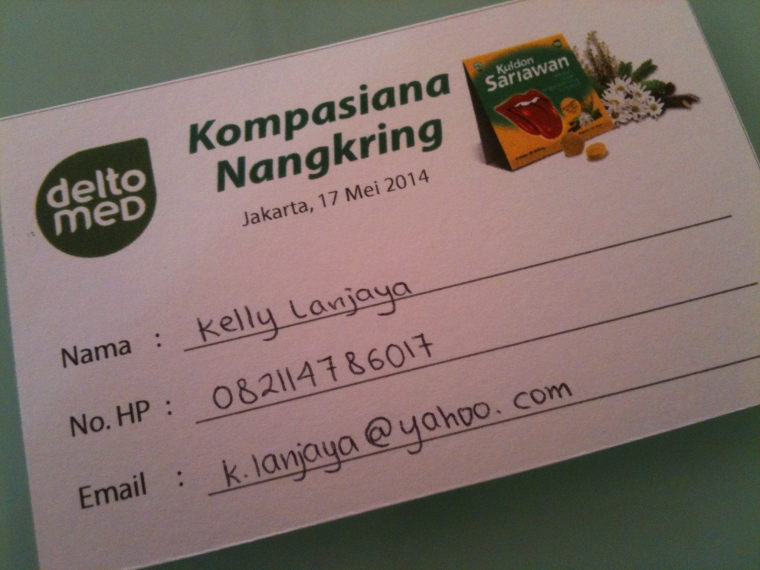 delto
meD
Kompasiana
Nangkring
Jakarta, 17 Mei 2014
Kuldon
Sariawan
Nama : Kelly Lanjaya
No. HP : 082114786017
Email : k.lanjaya@yahoo.com